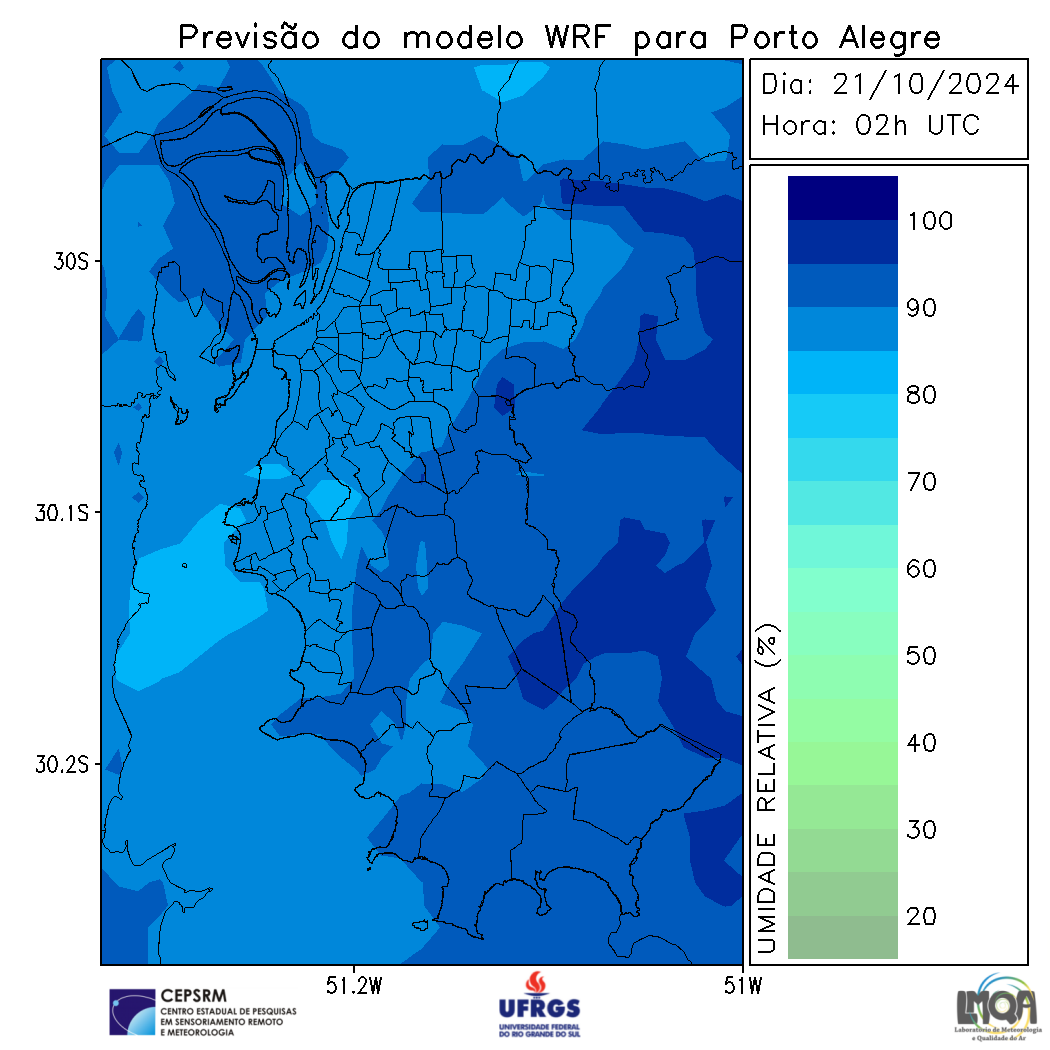 Previsão do modelo WRF para Porto Alegre
Dia: 21/10/2024
Hora: 02h UTC
30S
30.1S
30.2S
51.2W
51W
100
90
80
70
60
50
40
30
20
UMIDADE RELATIVA (%)
CEPSRM
CENTRO ESTADUAL DE PESQUISAS
EM SENSORIAMENTO REMOTO
E METEOROLOGIA
UFRGS
UNIVERSIDADE FEDERAL
DO RIO GRANDE DO SUL
LMQA
Laboratório de Meteorologia
e Qualidade do Ar